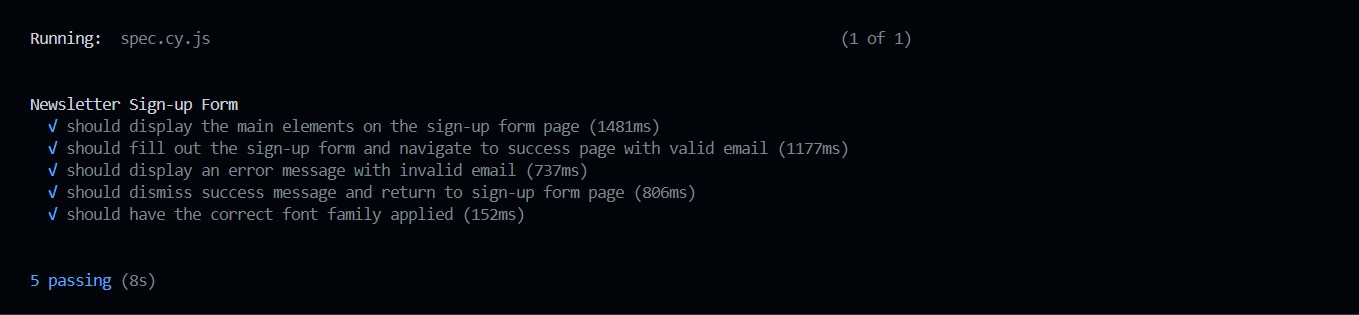 Running: spec.cy.js (1 of 1)
Newsletter Sign-up Form
√ should display the main elements on the sign-up form page (1481ms)
√ should fill out the sign-up form and navigate to success page with valid email (1177ms)
√ should display an error message with invalid email (737ms)
√ should dismiss success message and return to sign-up form page (806ms)
√ should have the correct font family applied (152ms)
5 passing (8s)